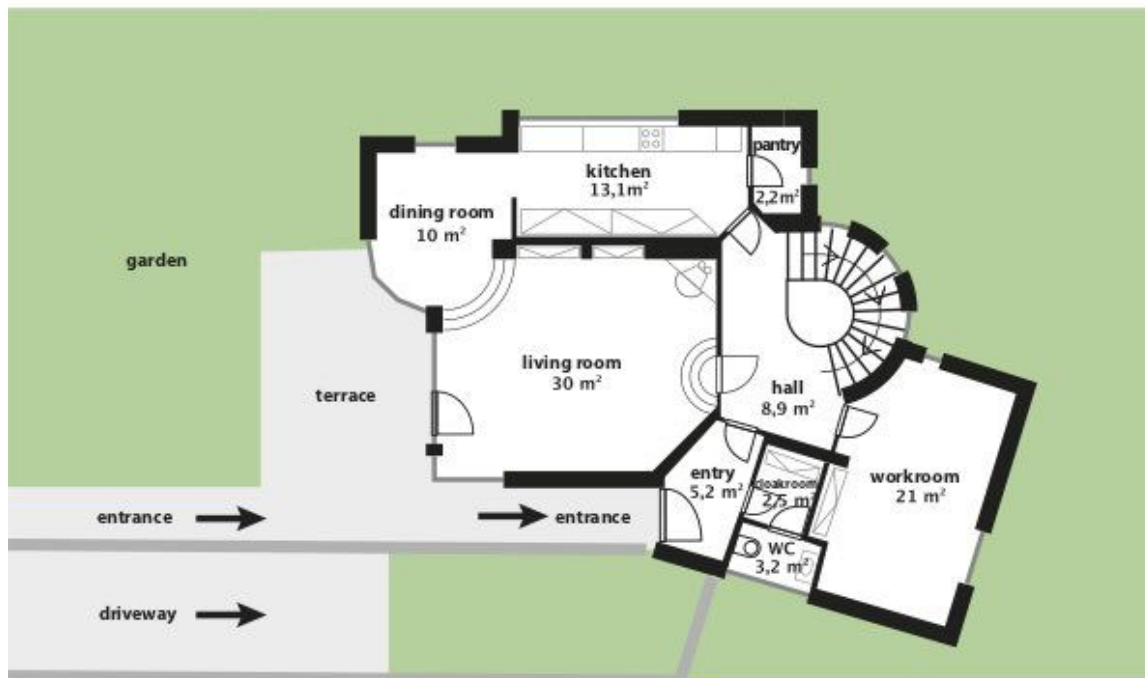 pantry
2,2m²
kitchen
13,1m²
dining room
10 m²
garden
living room
30 m²
terrace
hall
8,9 m²
entry
5,2 m²
cloakroom
2,5 m²
workroom
21 m²
entrance
entrance
WC
3,2 m²
driveway